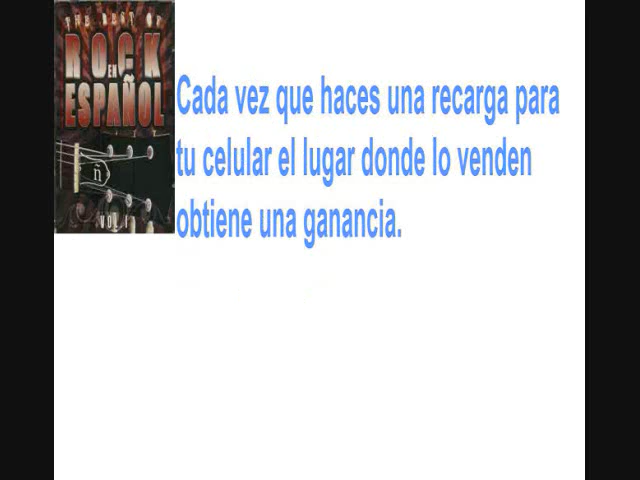 THE BEST OF
ROCK
EN
ESPAÑOL
ñ
VOL. I
Cada vez que haces una recarga para
tu celular el lugar donde lo venden
obtiene una ganancia.